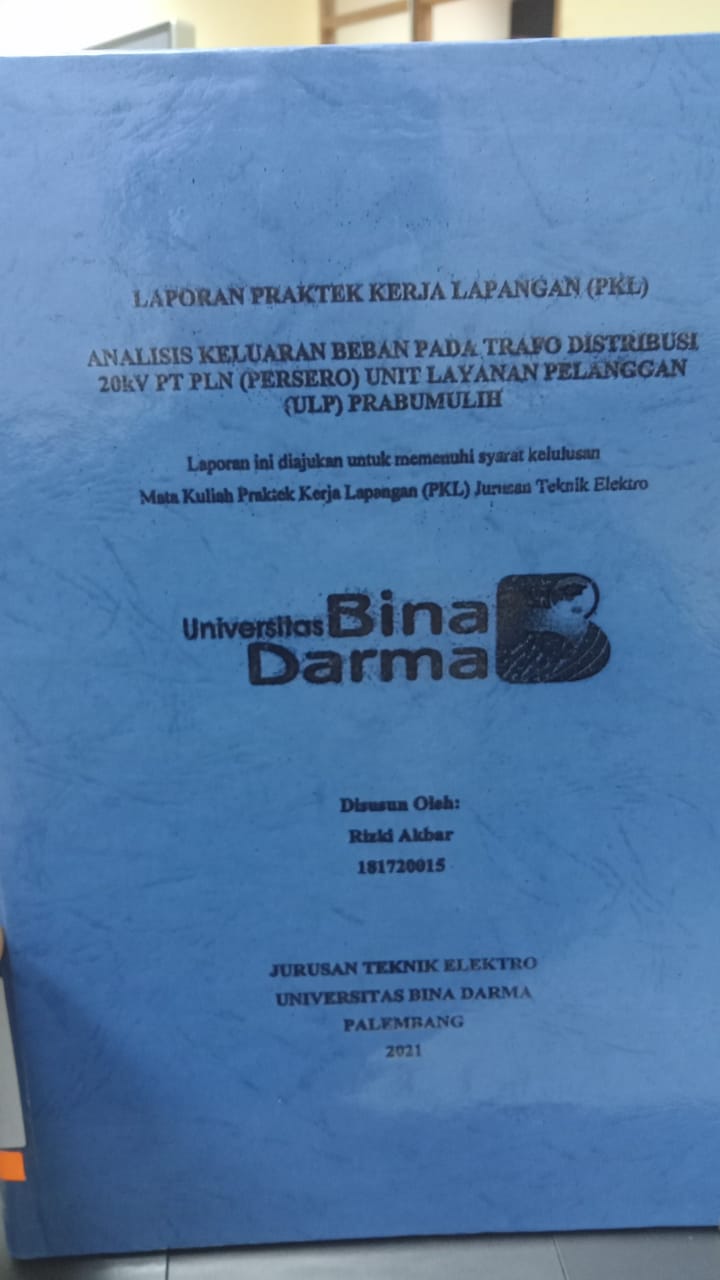 LAPORAN PRAKTEK KERJA LAPANGAN (PKL)
ANALISIS KELUARAN BEBAN PADA TRAFO DISTRIBUSI
20kV PT PLN (PERSERO) UNIT LAYANAN PELANGGAN
(ULP) PRABUMULIH
Laporan ini diajukan untuk memenuhi syarat kelulusan
Mata Kuliah Praktek Kerja Lapangan (PKL) Jurusan Teknik Elektro
Universitas Bina
Darma
Disusun Oleh:
Rizki Akbar
181720015
JURUSAN TEKNIK ELEKTRO
UNIVERSITAS BINA DARMA
PALEMBANG
2021